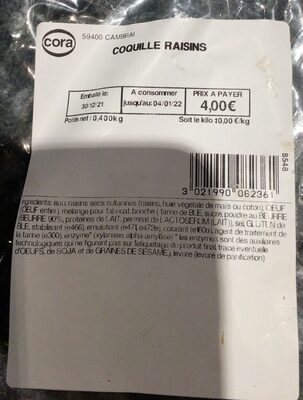 cora
59400 CAMBRAI
COQUILLE RAISINS
Emballé le:
30/12/21
A consommer
jusqu'au: 04/01/22
PRIX A PAYER
4,00€
Poids net : 0,400kg
Soit le kilo 10,00 €/kg
8548
3 021990 082361
Ingrédients: eau, raisins secs sultanines (raisins, huile végétale de maïs ou coton), OEUF
(OEUF entier), mélange pour fabricat brioche ( farine de BLE, sucre, poudre au BEURRE
BEURRE 90%, protéines de LAIT, perméat de LACTOSERUM (LAIT)), sel, GLUTEN de
BLE, stabilisant (e466), émulsifiant (e471, e472e), colorant (e160a), agent de traitement de
la farine (e300), enzyme* (xylanase, alpha-amylase) * les enzymes sont des auxiliaires
technologiques qui ne figurent pas sur l'étiquetage du produit final, trace éventuelle
d'OEUFS, de SOJA et de GRAINES DE SESAME,), levure (levure de panification)